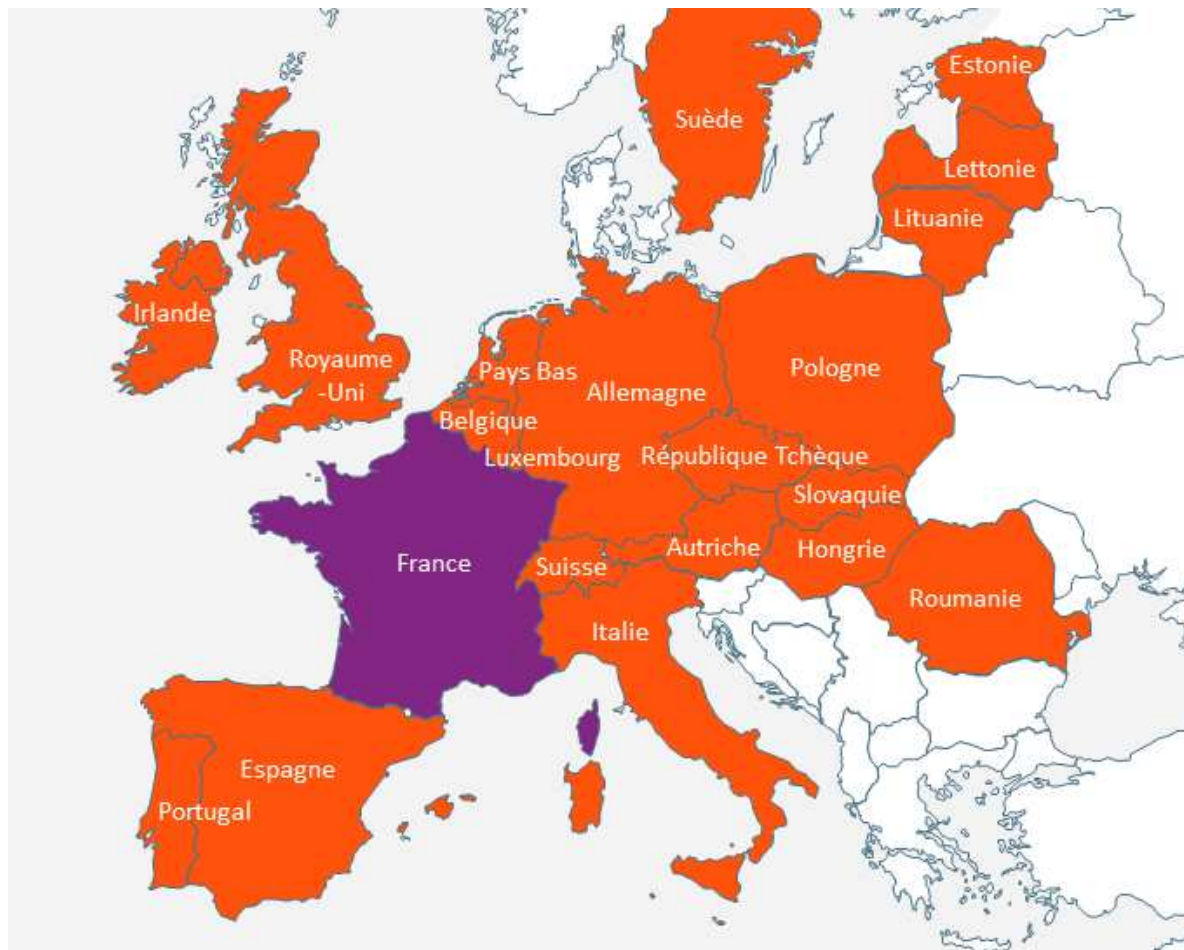 Estonie
Suède
Lettonie
Lituanie
Irlande
Royaume
-Uni
Pays Bas
Allemagne
Pologne
Belgique
Luxembourg
République Tchèque
Slovaquie
France
Suisse
Autriche
Hongrie
Roumanie
Italie
Espagne
Portugal